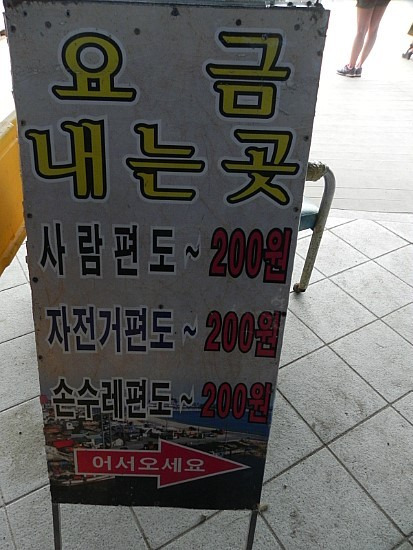 요 금
내는곳
사람편도~200원
자전거편도~200원
손수레편도~200원
어서오세요